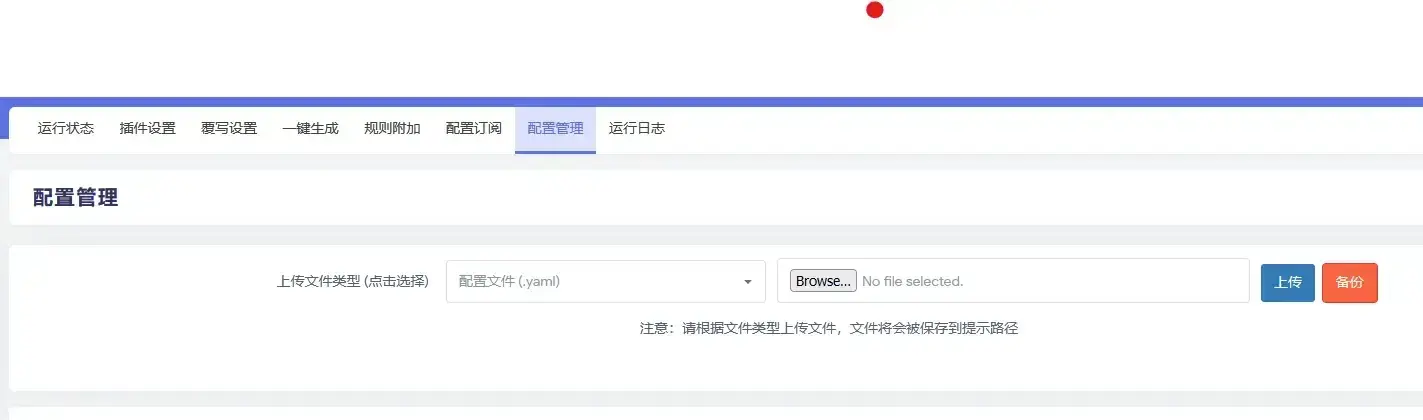 运行状态 插件设置 覆写设置 一键生成 规则附加 配置订阅 配置管理 运行日志
配置管理
上传文件类型 (点击选择) 配置文件 (.yaml) Browse... No file selected. 上传 备份
注意：请根据文件类型上传文件，文件将会被保存到提示路径